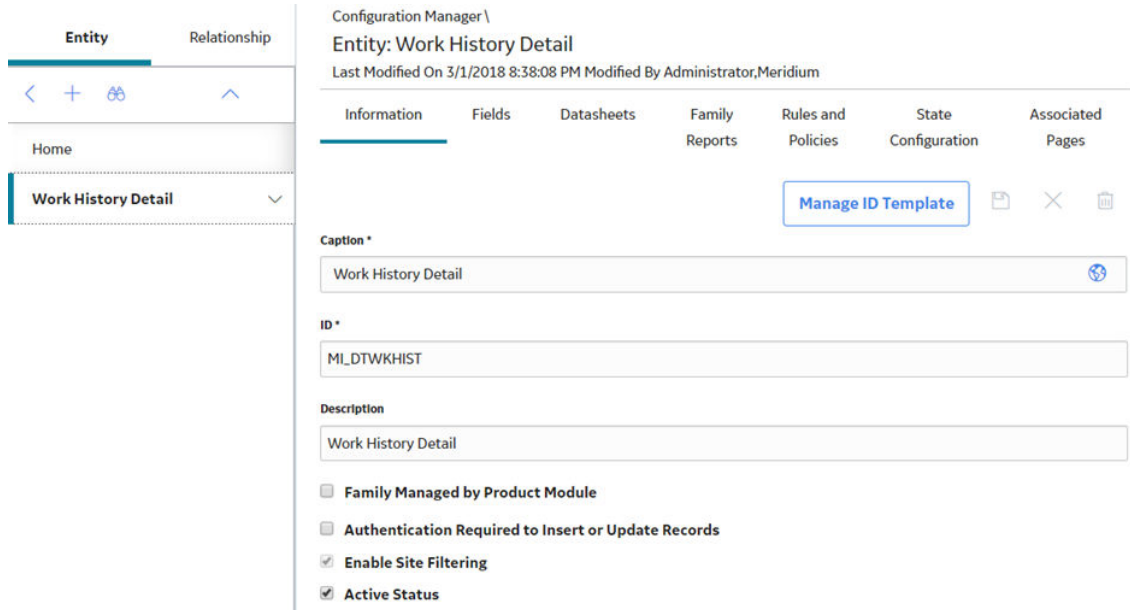 Entity Relationship
Home
Work History Detail
Configuration Manager\
Entity: Work History Detail
Last Modified On 3/1/2018 8:38:08 PM Modified By Administrator,Meridium
Information Fields Datasheets Family Reports Rules and Policies State Configuration Associated Pages
Manage ID Template
Caption *
Work History Detail
ID *
MI_DTWKHIST
Description
Work History Detail
Family Managed by Product Module
Authentication Required to Insert or Update Records
Enable Site Filtering
Active Status